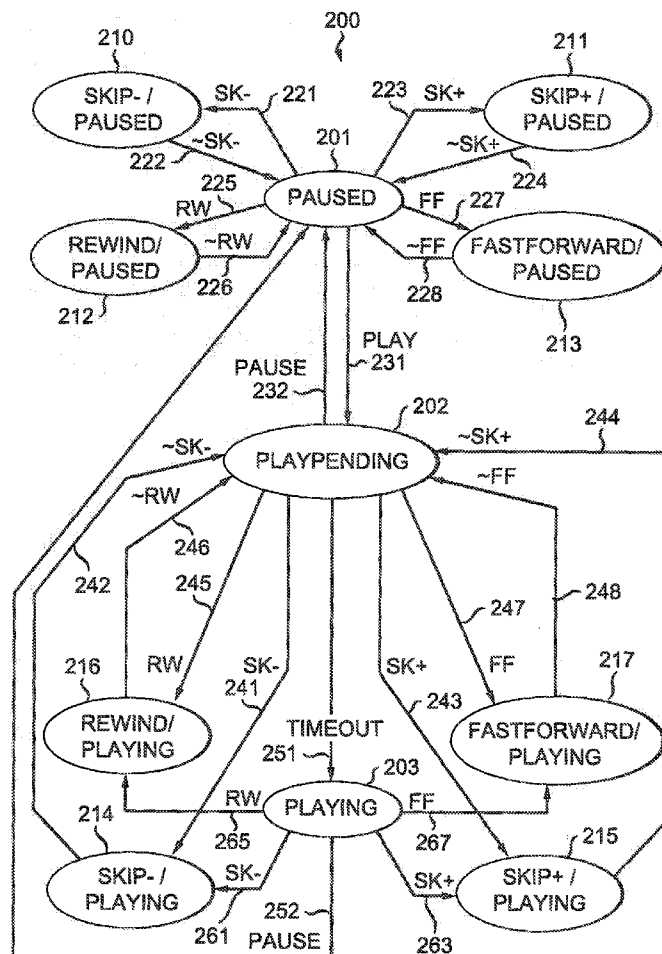 200
210
211
SKIP- /
PAUSED
SK-
221
223
SK+
SKIP+ /
PAUSED
~SK-
222
201
~SK+
224
PAUSED
225
RW
FF
227
REWIND/
PAUSED
~RW
226
~FF
228
FASTFORWARD/
PAUSED
212
213
PLAY
231
PAUSE
232
202
244
~SK-
~SK+
PLAYPENDING
~RW
~FF
246
242
245
247
248
216
RW
SK-
241
SK+
243
FF
217
REWIND/
PLAYING
TIMEOUT
251
FASTFORWARD/
PLAYING
203
214
RW
265
PLAYING
FF
267
215
SKIP- /
PLAYING
SK-
261
252
PAUSE
SK+
263
SKIP+ /
PLAYING